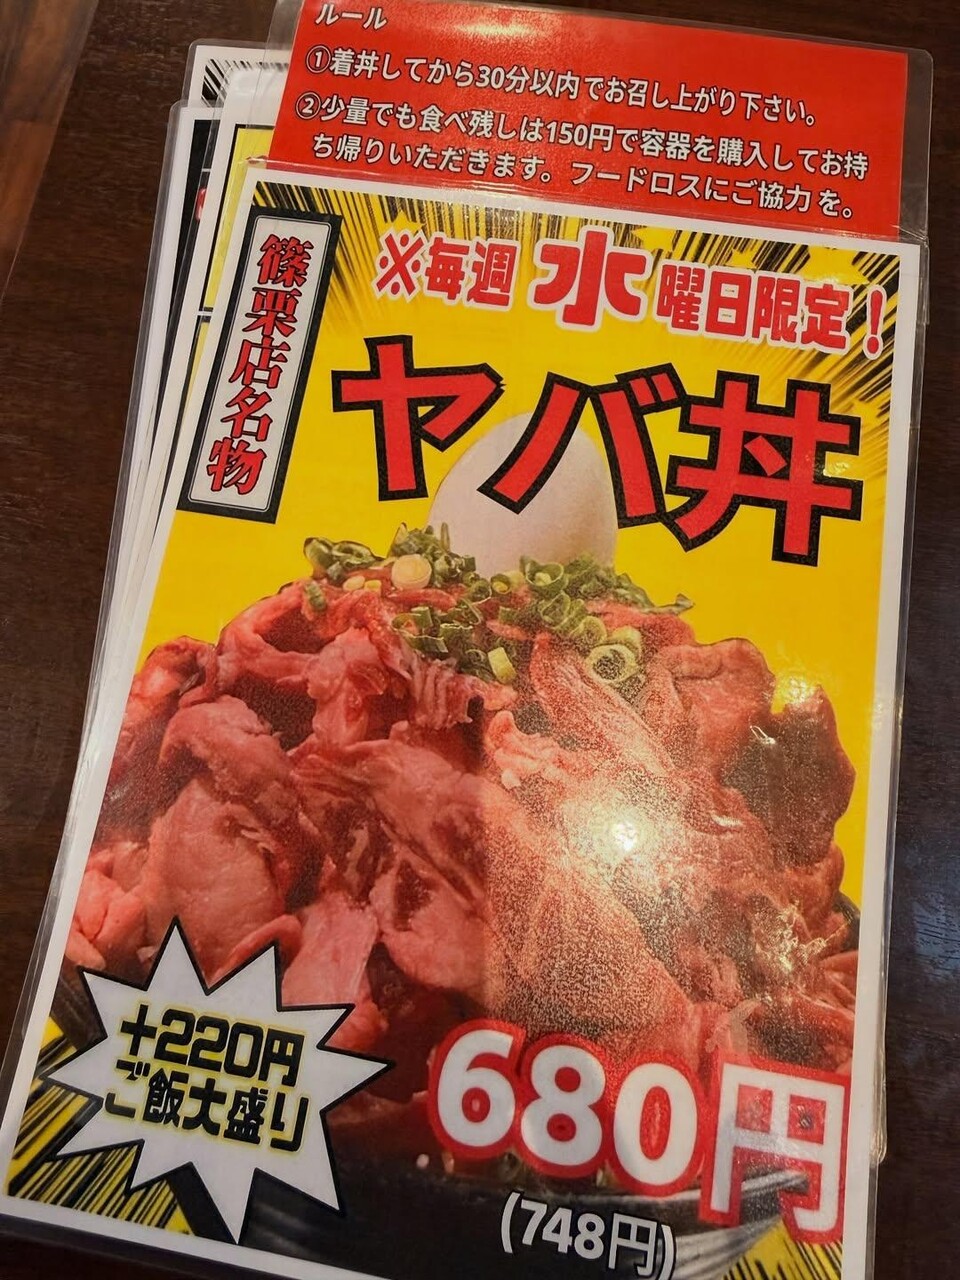 ルール
①着丼してから30分以内でお召し上がり下さい。
②少量でも食べ残しは150円で容器を購入してお持
ち帰りいただきます。フードロスにご協力を。
篠栗店名物
※毎週水曜日限定！
ヤバ丼
+220円
ご飯大盛り
680円
(748円)